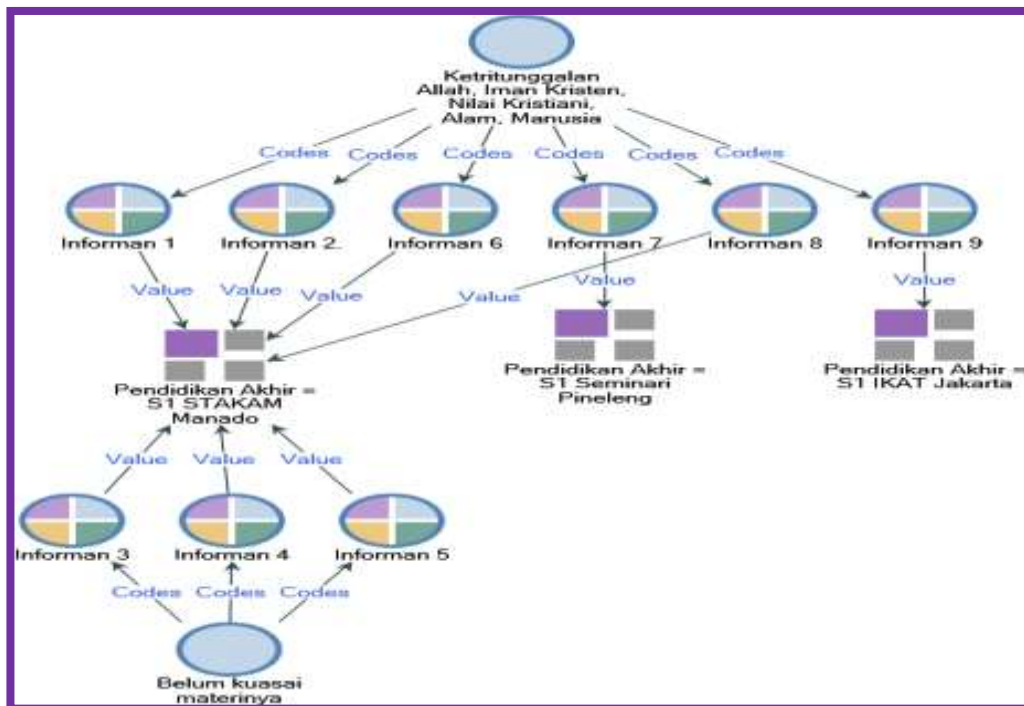 Ketritunggalan
Allah, Iman Kristen,
Nilai Kristiani,
Alam, Manusia
Codes Codes Codes Codes Codes Codes
Informan 1 Informan 2. Informan 6 Informan 7 Informan 8 Informan 9
Value Value Value Value Value Value
Pendidikan Akhir =
S1 STAKAM
Manado
Pendidikan Akhir =
S1 Seminari
Pineleng
Pendidikan Akhir =
S1 IKAT Jakarta
Value Value Value
Informan 3 Informan 4 Informan 5
Codes Codes Codes
Belum kuasai
materinya